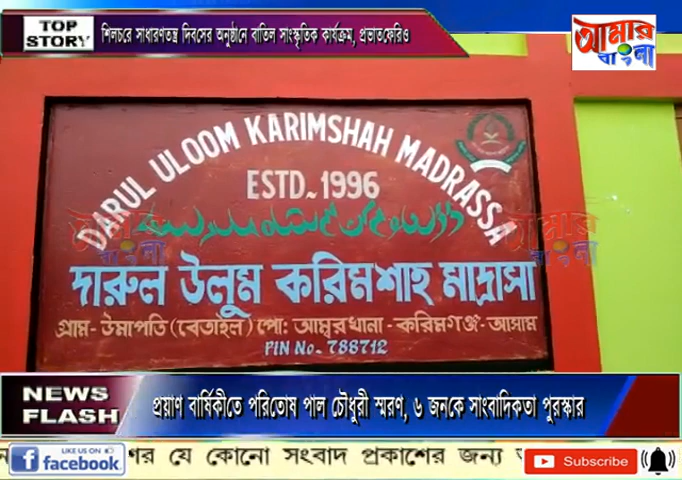 TOP STORY
শিলচরে সাধারণতন্ত্র দিবসের অনুষ্ঠানে বাতিল সাংস্কৃতিক কার্যক্রম, প্রভাতফেরিও
আমার বাংলা
DARUL ULOOM KARIMSHAH MADRASSA
ESTD~1996
আমার বাংলা
আমার বাংলা
দারুল উলুম করিমশাহ মাদ্রাসা
গ্রাম-উমাপতি (বেতাইল) পো: আম্বরখানা-করিমগঞ্জ-আসাম
PIN No- 788712
NEWS FLASH
প্রয়াণ বার্ষিকীতে পরিতোষ পাল চৌধুরী স্মরণ, ৬ জনকে সাংবাদিকতা পুরস্কার
LIKE US ON
facebook.
যে কোনো সংবাদ প্রকাশের জন্য
Subscribe